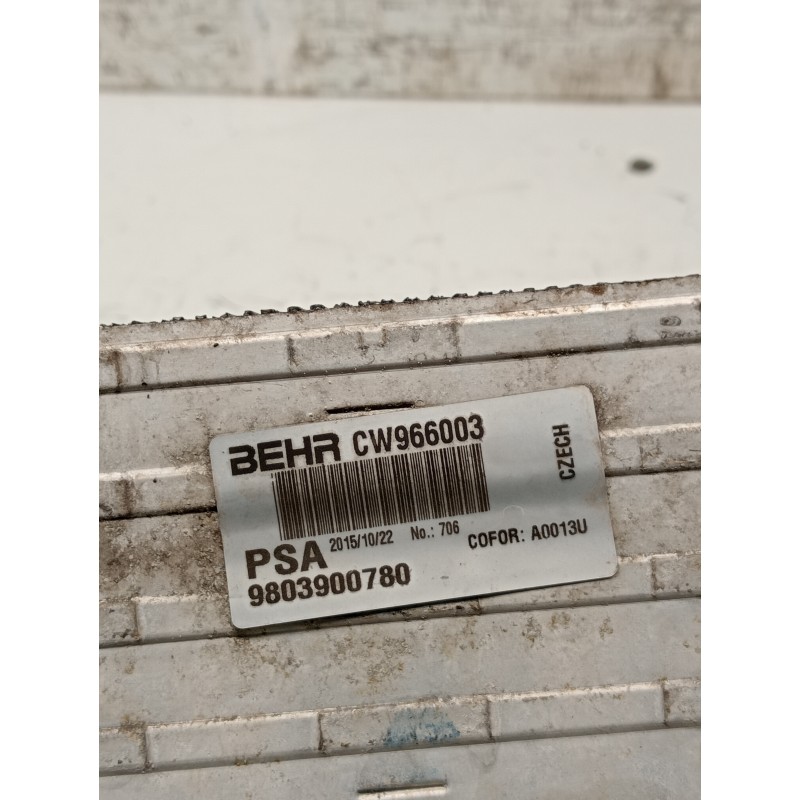 BEHR CW966003
CZECH
2015/10/22 No.: 706
PSA
COFOR: A0013U
9803900780